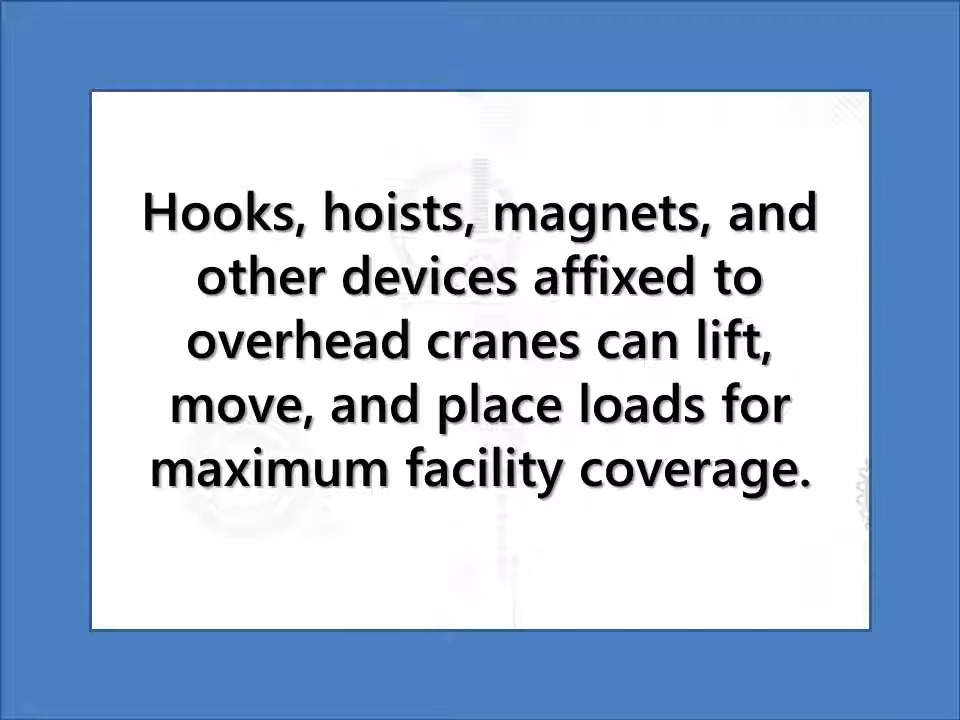 Hooks, hoists, magnets, and
other devices affixed to
overhead cranes can lift,
move, and place loads for
maximum facility coverage.